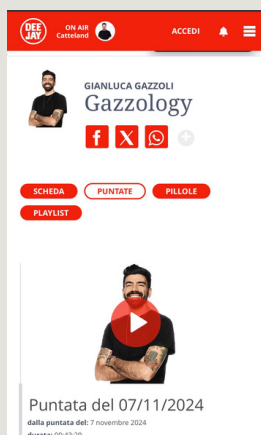 DEE
JAY
ON AIR
Catteland
ACCEDI
GIANLUCA GAZZOLI
Gazzology
SCHEDA
PUNTATE
PILLOLE
PLAYLIST
Puntata del 07/11/2024
dalla puntata del: 7 novembre 2024